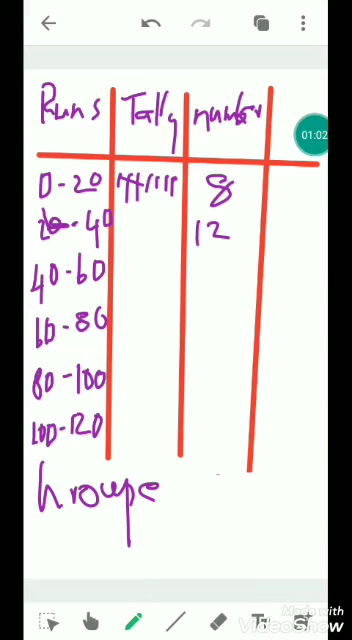 Runs Tally number
01:02
0-20 8
20-40 12
40-60
60-80
80-100
100-120
Groupe
Made with
VideoShow